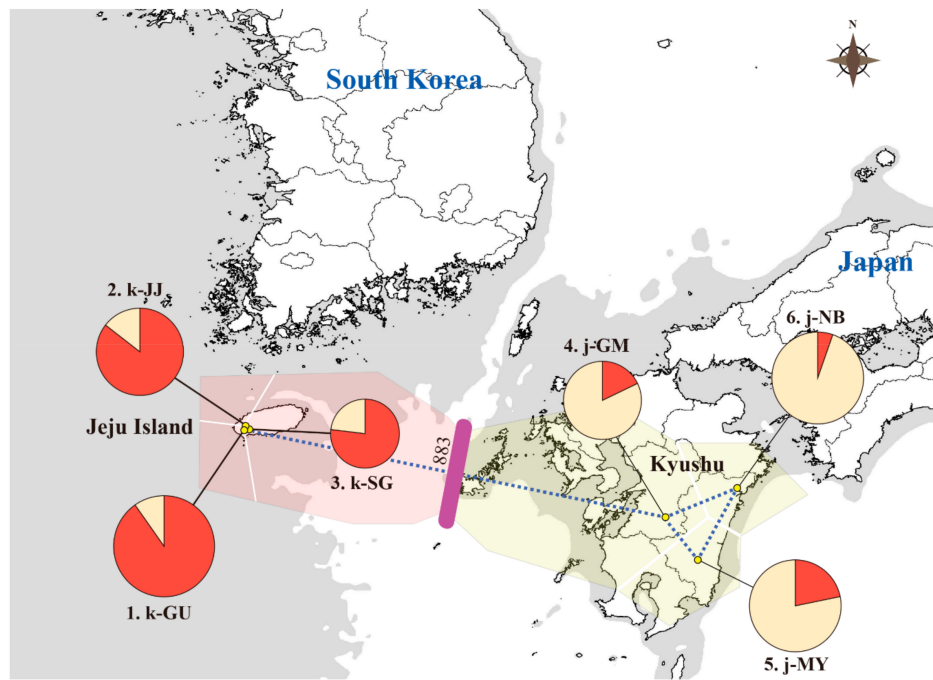 N
South Korea
Japan
2. k-JJ
6. j-NB
4. j-GM
Jeju Island
883
Kyushu
3. k-SG
1. k-GU
5. j-MY